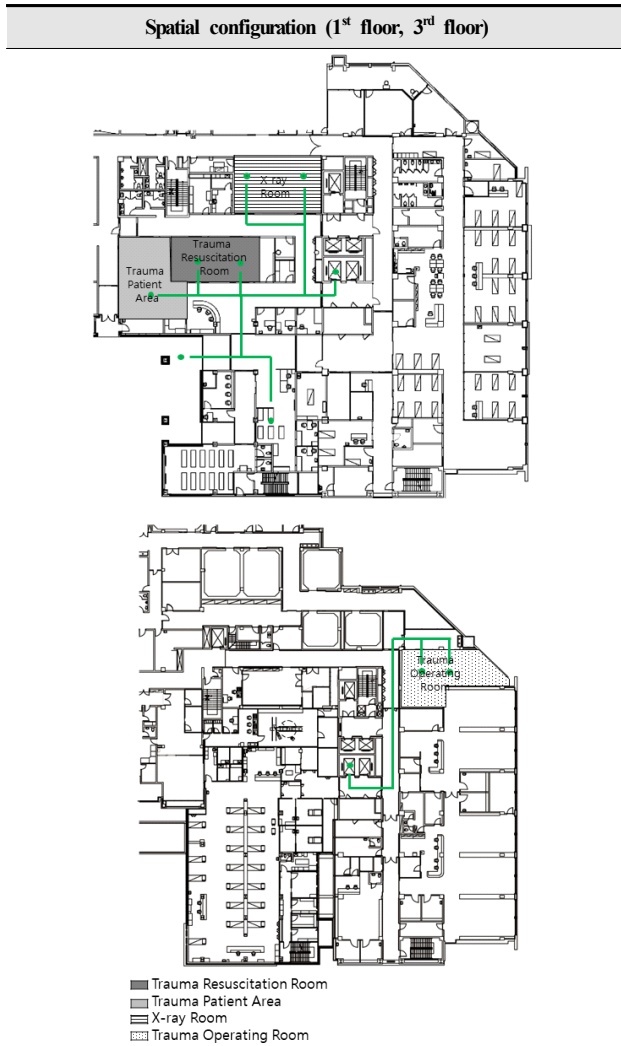 Spatial configuration (1st floor, 3rd floor)
X-ray
Room
Trauma
Resuscitation
Room
Trauma
Patient
Area
Trauma
Operating
Room
Trauma Resuscitation Room
Trauma Patient Area
X-ray Room
Trauma Operating Room